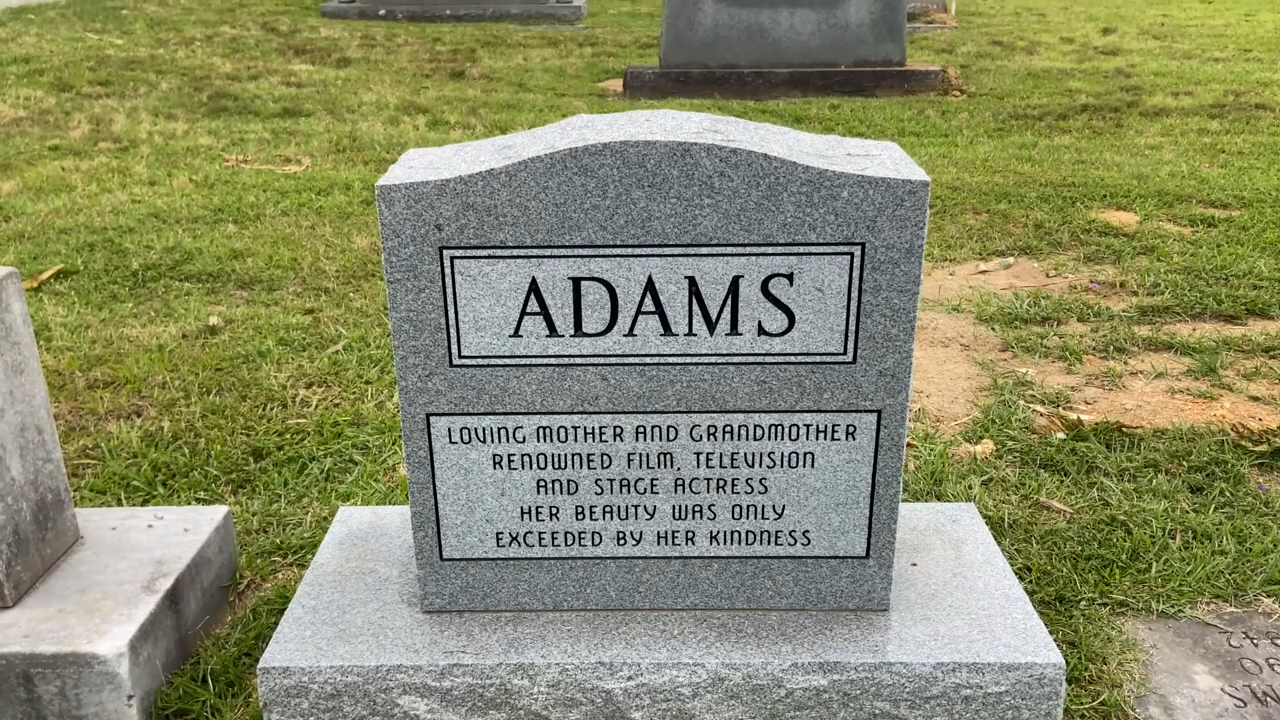 ADAMS
LOVING MOTHER AND GRANDMOTHER
RENOWNED FILM, TELEVISION
AND STAGE ACTRESS
HER BEAUTY WAS ONLY
EXCEEDED BY HER KINDNESS